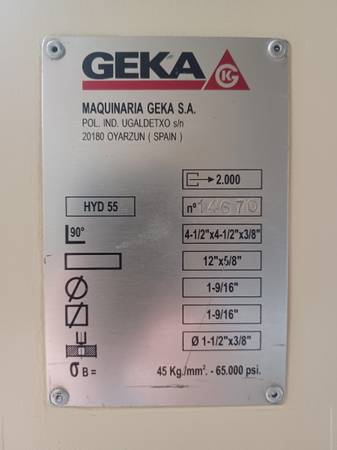 GEKA
GK
MAQUINARIA GEKA S.A.
POL. IND. UGALDETXO s/n
20180 OYARZUN ( SPAIN )
2.000
HYD 55 nº 14670
90° 4-1/2"x4-1/2"x3/8"
12"x5/8"
1-9/16"
1-9/16"
Ø 1-1/2"x3/8"
σ B = 45 Kg./mm². - 65.000 psi.